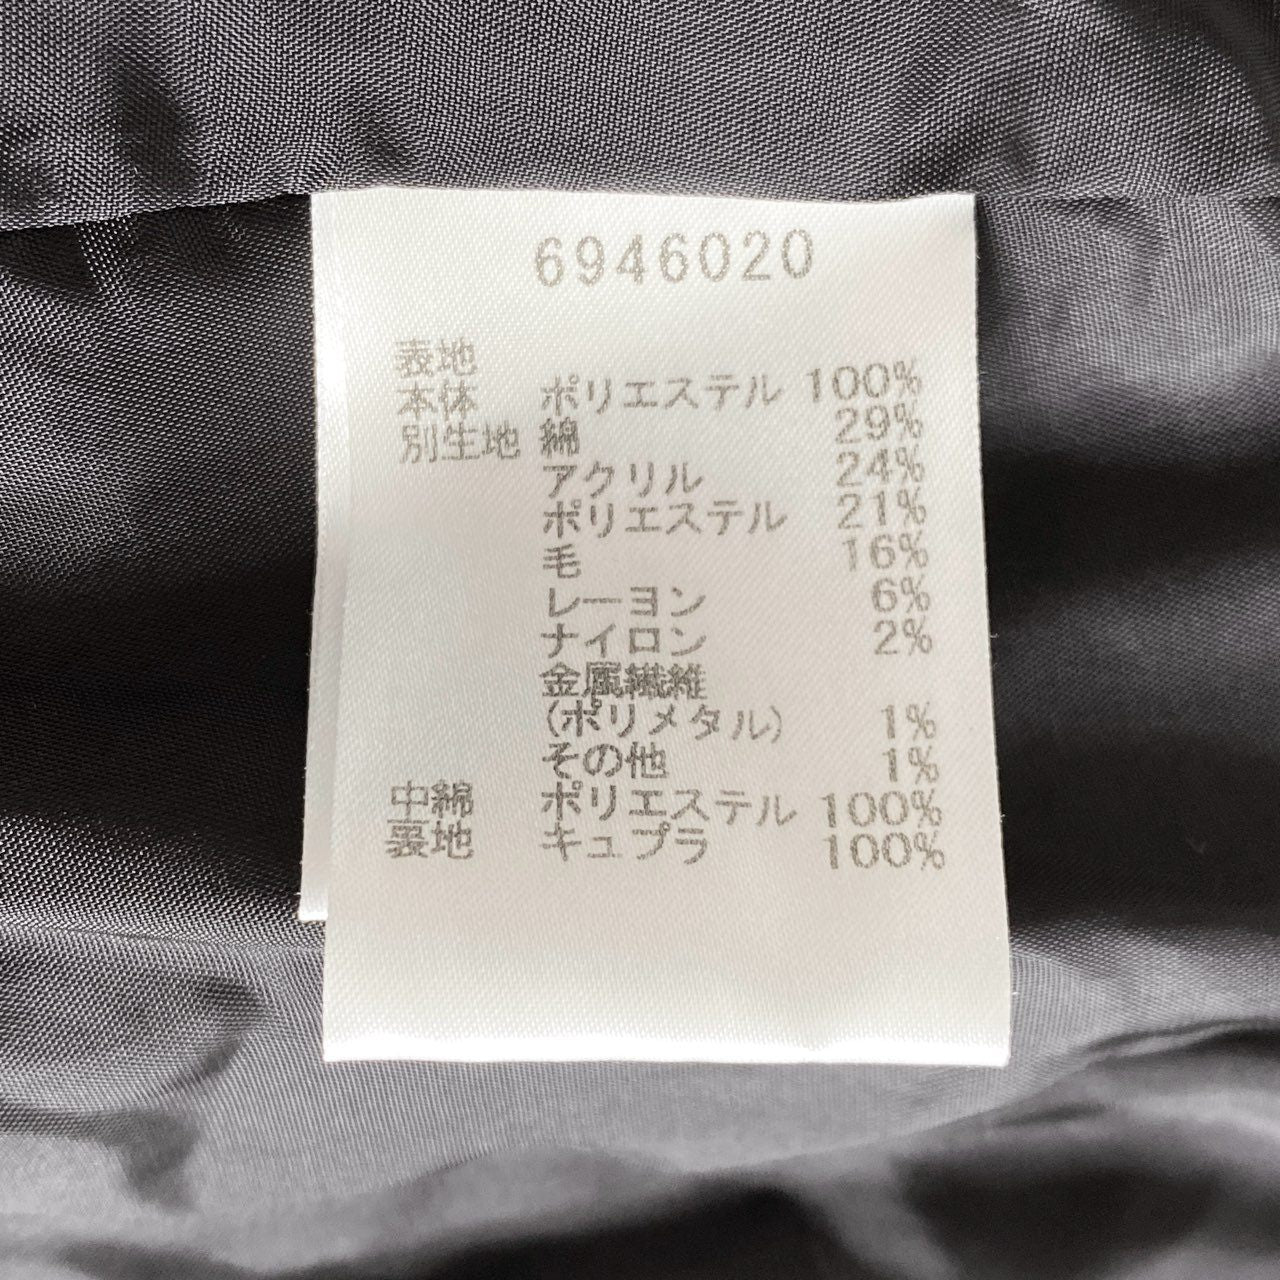 6946020
表地
本体 ポリエステル 100%
別生地 綿 29%
アクリル 24%
ポリエステル 21%
毛 16%
レーヨン 6%
ナイロン 2%
金属繊維
(ポリメタル) 1%
その他 1%
中綿 ポリエステル 100%
裏地 キュプラ 100%